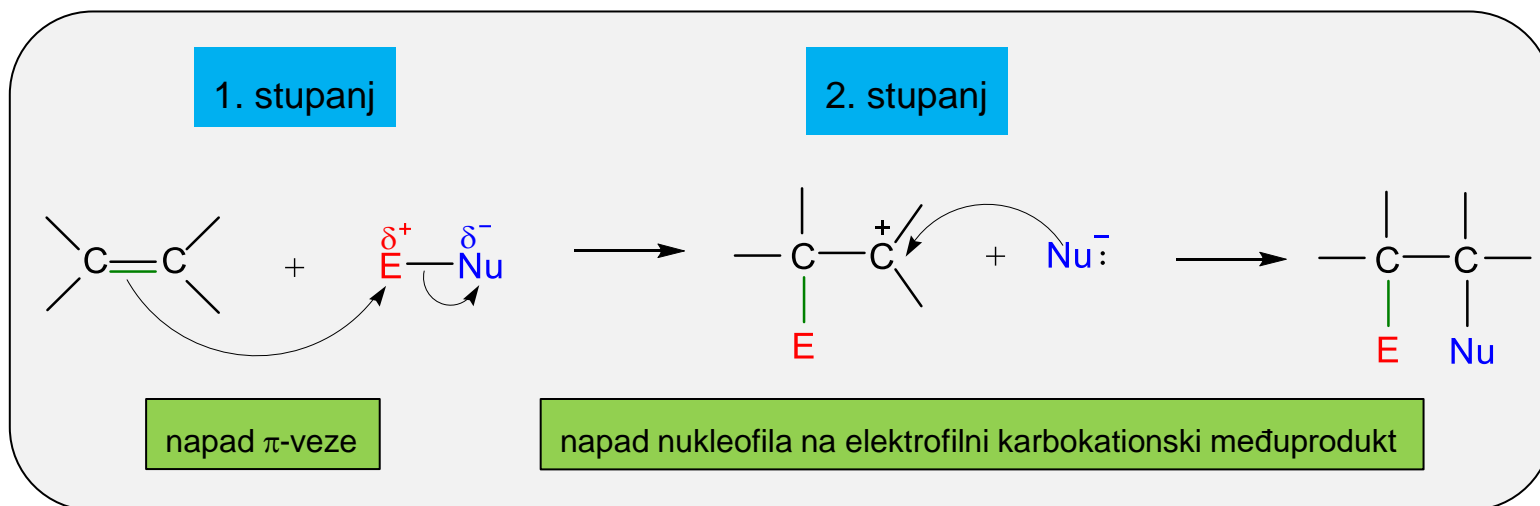 1. stupanj
2. stupanj
C C + E δ+ Nu δ− C C + + Nu − : C C
E E Nu
napad π-veze
napad nukleofila na elektrofilni karbokationski međuprodukt